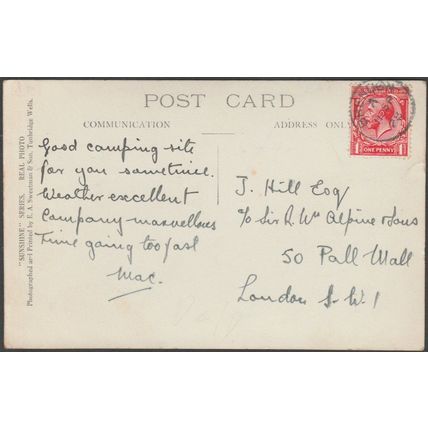 POST CARD
COMMUNICATION
ADDRESS ONLY
Good camping site
for you sometime.
Weather excellent
Company marvellous
Time going too fast
Mac.
J. Hill Esq
c/o Sir R. Mc Alpine & Sons
50 Pall Mall
London S.W.1
ONE PENNY
"SUNSHINE" SERIES. REAL PHOTO
Photographed and Printed by E. A. Sweetman & Son, Tunbridge Wells.